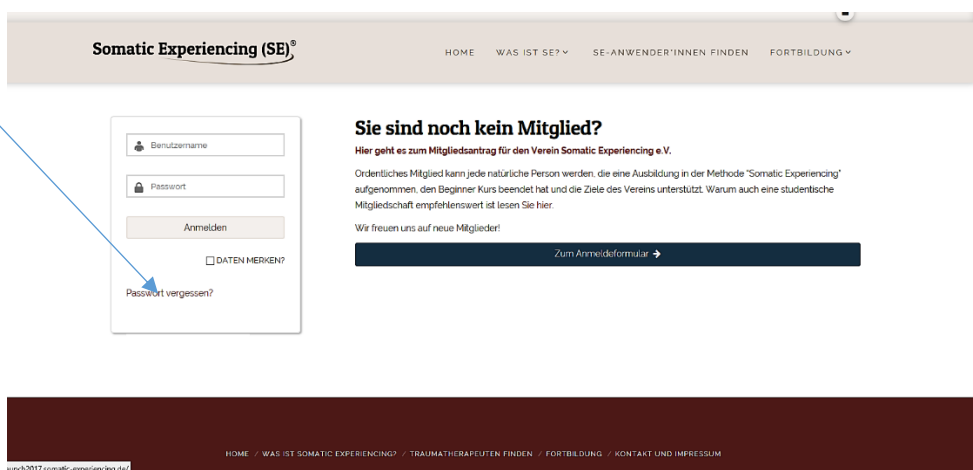 Somatic Experiencing (SE)®
HOME WAS IST SE? SE-ANWENDER*INNEN FINDEN FORTBILDUNG
Benutzername
Passwort
Anmelden
DATEN MERKEN?
Passwort vergessen?
Sie sind noch kein Mitglied?
Hier geht es zum Mitgliedsantrag für den Verein Somatic Experiencing e.V.
Ordentliches Mitglied kann jede natürliche Person werden, die eine Ausbildung in der Methode "Somatic Experiencing"
aufgenommen, den Beginner Kurs beendet hat und die Ziele des Vereins unterstützt. Warum auch eine studentische
Mitgliedschaft empfehlenswert ist lesen Sie hier.
Wir freuen uns auf neue Mitglieder!
Zum Anmeldeformular →
HOME / WAS IST SOMATIC EXPERIENCING? / TRAUMATHERAPEUTEN FINDEN / FORTBILDUNG / KONTAKT UND IMPRESSUM
2017.somatic-experiencing.de/